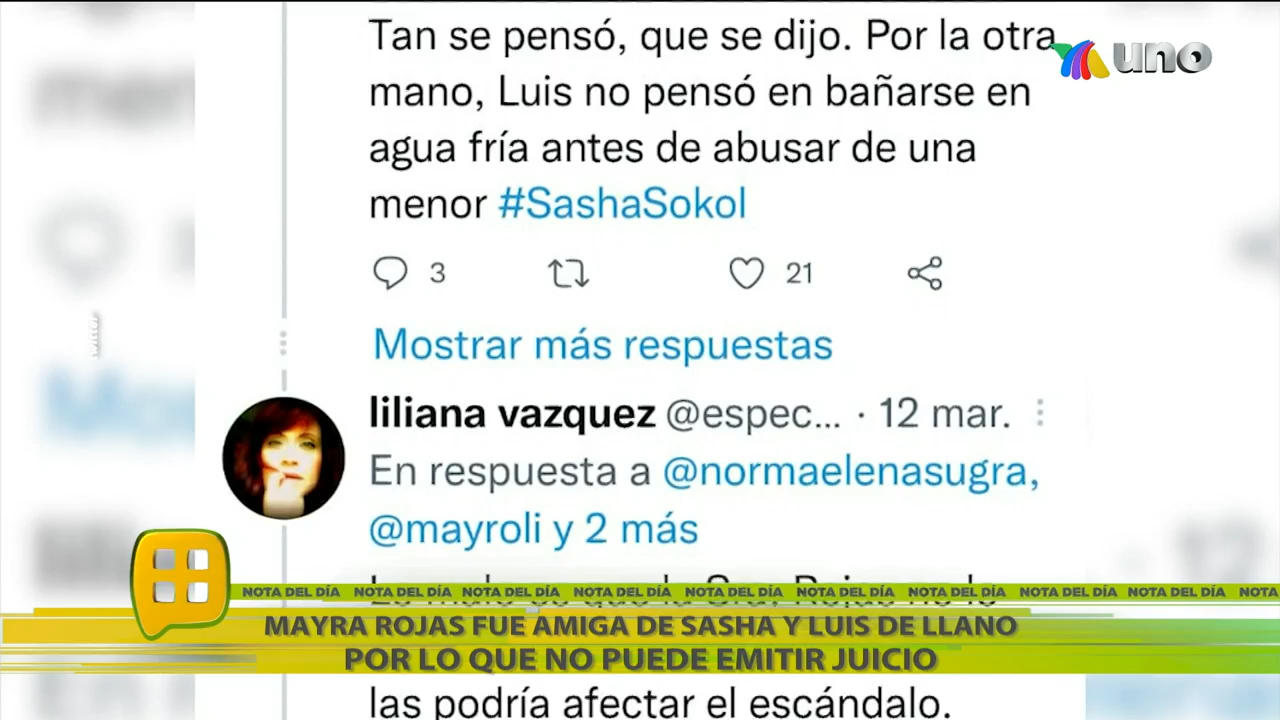 Tan se pensó, que se dijo. Por la otra
mano, Luis no pensó en bañarse en
agua fría antes de abusar de una
menor #SashaSokol
3 21
Mostrar más respuestas
liliana vazquez @espec... · 12 mar.
En respuesta a @normaelenasugra,
@mayroli y 2 más
las podría afectar el escándalo.
uno
Twitter
NOTA DEL DÍA NOTA DEL DÍA NOTA DEL DÍA NOTA DEL DÍA NOTA DEL DÍA NOTA DEL DÍA NOTA DEL DÍA NOTA DEL DÍA NOTA DEL DÍA NOTA
MAYRA ROJAS FUE AMIGA DE SASHA Y LUIS DE LLANO
POR LO QUE NO PUEDE EMITIR JUICIO